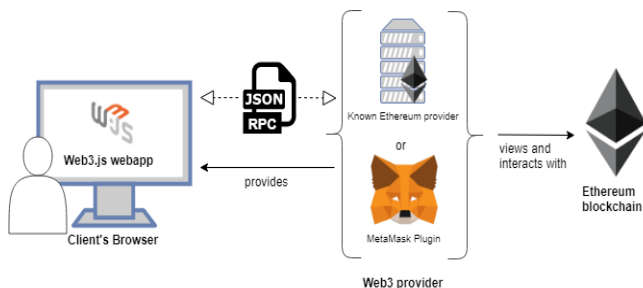 W3JS
Web3.js webapp
Client's Browser
JSON
RPC
provides
Known Ethereum provider
or
MetaMask Plugin
Web3 provider
views and
interacts with
Ethereum
blockchain